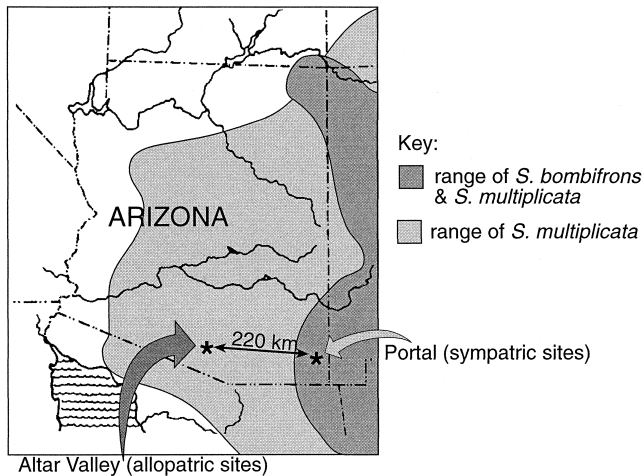 ARIZONA
220 km
Key:
range of S. bombifrons
& S. multiplicata
range of S. multiplicata
Portal (sympatric sites)
Altar Valley (allopatric sites)